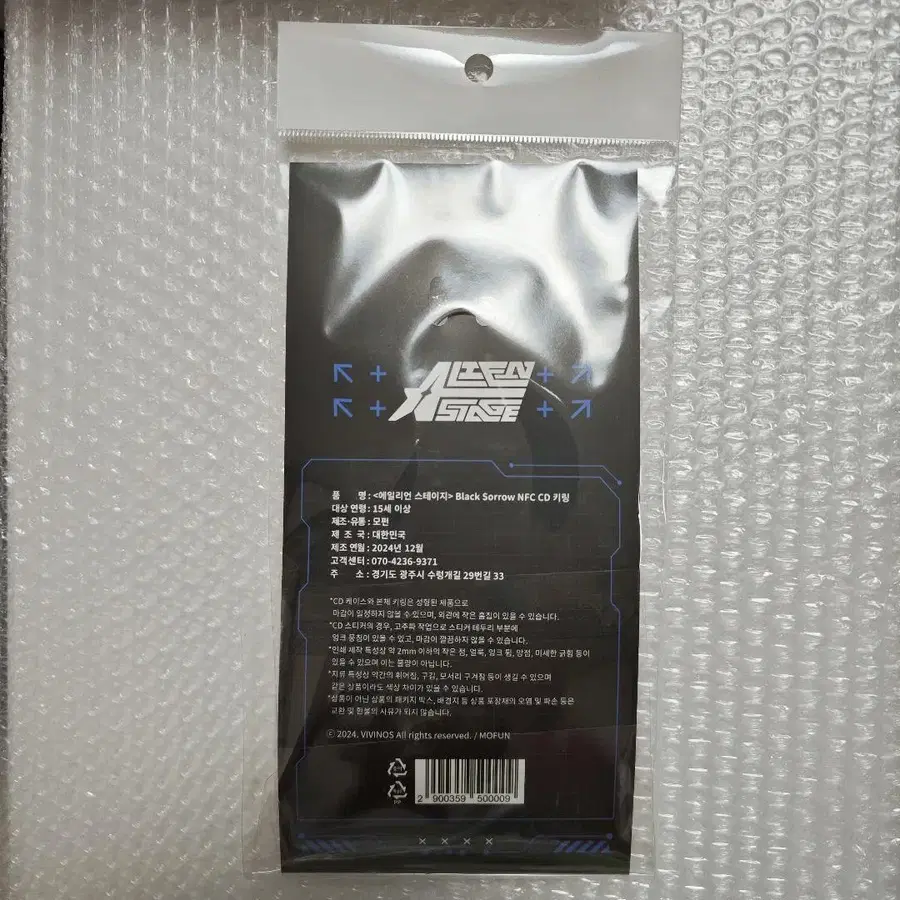 ALIEN
STAGE
품 명 : <에일리언 스테이지> Black Sorrow NFC CD 키링
대상 연령 : 15세 이상
제조·유통 : 모펀
제 조 국 : 대한민국
제조 연월 : 2024년 12월
고객센터 : 070-4236-9371
주 소 : 경기도 광주시 수렁개길 29번길 33
*CD 케이스와 본체 키링은 성형된 제품으로
마감이 일정하지 않을 수 있으며, 외관에 작은 흠집이 있을 수 있습니다.
*CD 스티커의 경우, 고주파 작업으로 스티커 테두리 부분에
잉크 뭉침이 있을 수 있고, 마감이 깔끔하지 않을 수 있습니다.
*인쇄 제작 특성상 약 2mm 이하의 작은 점, 얼룩, 잉크 튐, 망점, 미세한 긁힘 등이
있을 수 있으며 이는 불량이 아닙니다.
*지류 특성상 약간의 휘어짐, 구김, 모서리 구겨짐 등이 생길 수 있으며
같은 상품이라도 색상 차이가 있을 수 있습니다.
*상품이 아닌 상품의 패키지 박스, 배경지 등 상품 포장재의 오염 및 파손 등은
교환 및 환불의 사유가 되지 않습니다.
ⓒ 2024. VIVINOS All rights reserved. / MOFUN
PP
2 900359 500009